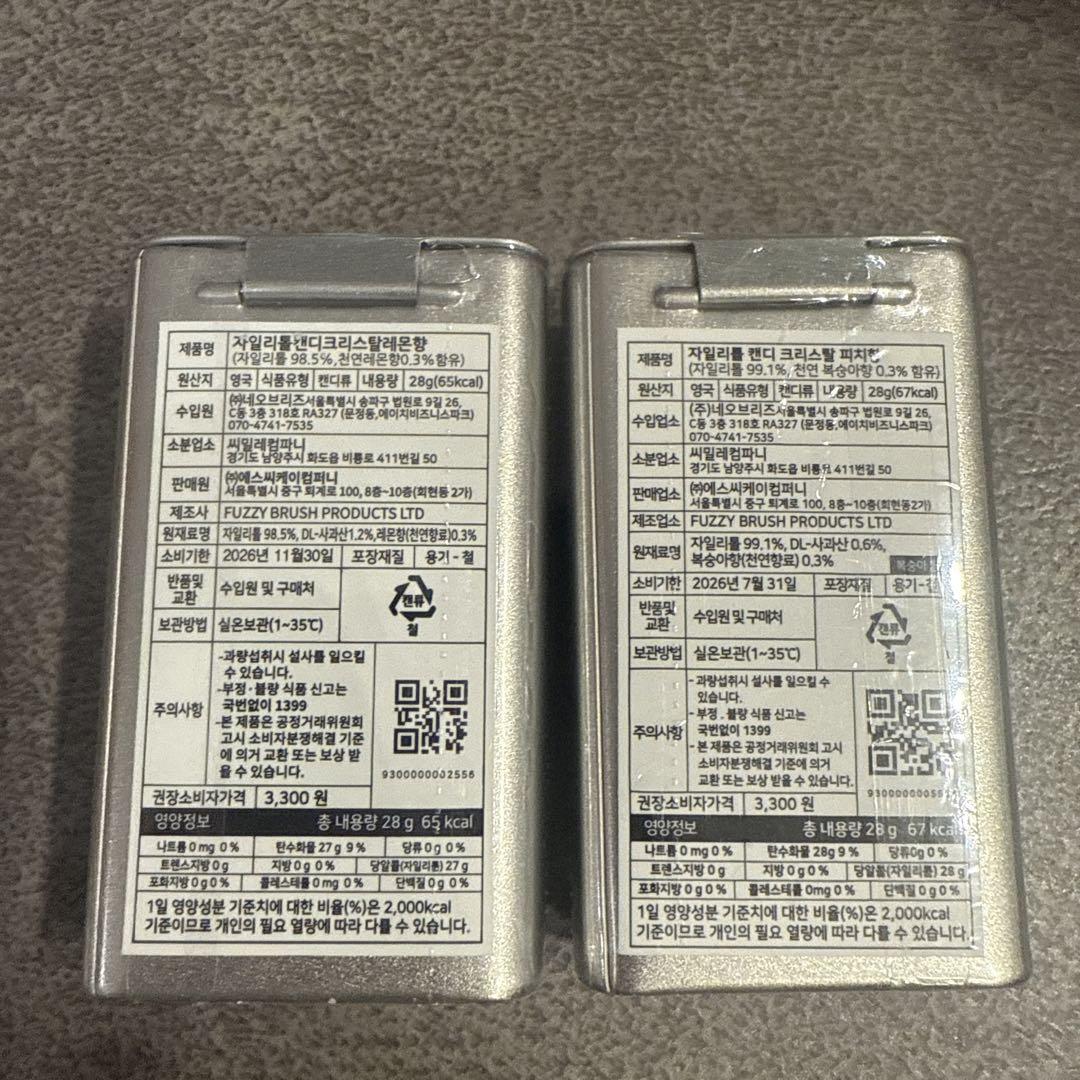 제품명 자일리톨캔디크리스탈레몬향
(자일리톨 98.5%,천연레몬향0.3%함유)
원산지 영국 식품유형 캔디류 내용량 28g(65kcal)
수입원 ㈜네오브리즈서울특별시 송파구 법원로 9길 26,
C동 3층 318호 RA327 (문정동,에이치비즈니스파크)
070-4741-7535
소분업소 씨밀레컴파니
경기도 남양주시 화도읍 비룡로 411번길 50
판매원 ㈜에스씨케이컴퍼니
서울특별시 중구 퇴계로 100, 8층~10층(회현동 2가)
제조사 FUZZY BRUSH PRODUCTS LTD
원재료명 자일리톨 98.5%, DL-사과산1.2%,레몬향(천연향료)0.3%
소비기한 2026년 11월30일 포장재질 용기-철
반품및
교환 수입원 및 구매처
캔류
철
보관방법 실온보관(1~35℃)
주의사항
-과량섭취시 설사를 일으킬
수 있습니다.
-부정·불량 식품 신고는
국번없이 1399
-본 제품은 공정거래위원회
고시 소비자분쟁해결 기준
에 의거 교환 또는 보상 받
을 수 있습니다.
9300000002556
권장소비자가격 3,300 원
영양정보 총 내용량 28 g 65 kcal
나트륨 0 mg 0 % 탄수화물 27 g 9 % 당류 0 g 0 %
트랜스지방 0 g 지방 0 g 0 % 당알콜(자일리톨) 27 g
포화지방 0 g 0 % 콜레스테롤 0 mg 0 % 단백질 0 g 0 %
1일 영양성분 기준치에 대한 비율(%)은 2,000kcal
기준이므로 개인의 필요 열량에 따라 다를 수 있습니다.
제품명 자일리톨 캔디 크리스탈 피치향
(자일리톨 99.1%, 천연 복숭아향 0.3% 함유)
원산지 영국 식품유형 캔디류 내용량 28g(67kcal)
수입업소 (주)네오브리즈서울특별시 송파구 법원로 9길 26,
C동 3층 318호 RA327 (문정동,에이치비즈니스파크)
070-4741-7535
소분업소 씨밀레컴파니
경기도 남양주시 화도읍 비룡로 411번길 50
판매업소 ㈜에스씨케이컴퍼니
서울특별시 중구 퇴계로 100, 8층~10층(회현동2가)
제조업소 FUZZY BRUSH PRODUCTS LTD
원재료명 자일리톨 99.1%, DL-사과산 0.6%,
복숭아향(천연향료) 0.3%
소비기한 2026년 7월 31일 포장재질 용기-철
반품및
교환 수입원 및 구매처
캔류
철
보관방법 실온보관(1~35℃)
주의사항
- 과량섭취시 설사를 일으킬 수
있습니다.
- 부정 . 불량 식품 신고는
국번없이 1399
- 본 제품은 공정거래위원회 고시
소비자분쟁해결 기준에 의거
교환 또는 보상 받을 수 있습니다.
권장소비자가격 3,300 원
영양정보 총 내용량 28 g 67 kcal
나트륨 0 mg 0 % 탄수화물 28g 9 % 당류0g 0 %
트랜스지방 0 g 지방 0 g 0 % 당알콜(자일리톨) 28 g
포화지방 0 g 0 % 콜레스테롤 0mg 0 % 단백질 0 g 0 %
1일 영양성분 기준치에 대한 비율(%)은 2,000kcal
기준이므로 개인의 필요 열량에 따라 다를 수 있습니다.